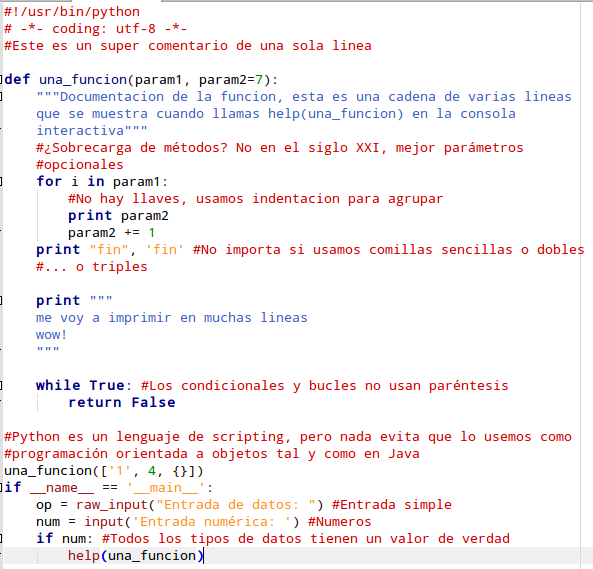 #!/usr/bin/python
# -*- coding: utf-8 -*-
#Este es un super comentario de una sola linea
def una_funcion(param1, param2=7):
    """Documentacion de la funcion, esta es una cadena de varias lineas
    que se muestra cuando llamas help(una_funcion) en la consola
    interactiva"""
    #¿Sobrecarga de métodos? No en el siglo XXI, mejor parámetros
    #opcionales
    for i in param1:
        #No hay llaves, usamos indentacion para agrupar
        print param2
        param2 += 1
    print "fin", 'fin' #No importa si usamos comillas sencillas o dobles
    #... o triples
    print """
    me voy a imprimir en muchas lineas
    wow!
    """
    while True: #Los condicionales y bucles no usan paréntesis
        return False
#Python es un lenguaje de scripting, pero nada evita que lo usemos como
#programación orientada a objetos tal y como en Java
una_funcion(['1', 4, {}])
if __name__ == '__main__':
    op = raw_input("Entrada de datos: ") #Entrada simple
    num = input('Entrada numérica: ') #Numeros
    if num: #Todos los tipos de datos tienen un valor de verdad
        help(una_funcion)